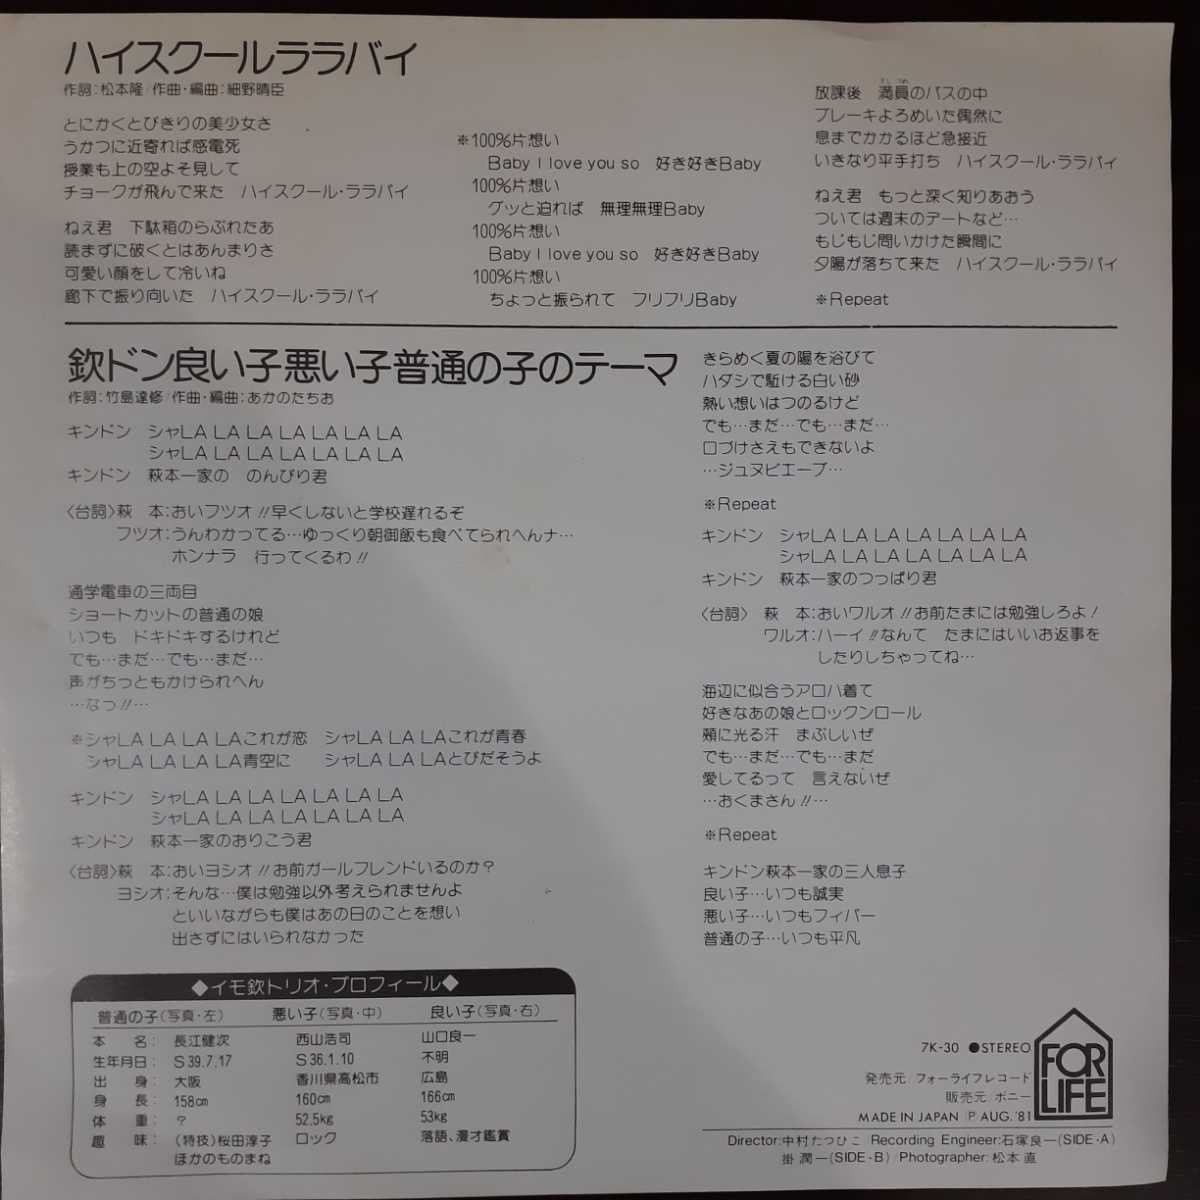 ハイスクールララバイ
作詞:松本隆/作曲・編曲:細野晴臣
とにかくとびきりの美少女さ
うかつに近寄れば感電死
授業も上の空よそ見して
チョークが飛んで来た ハイスクール・ララバイ
ねえ君 下駄箱のらぶれたあ
読まずに破くとはあんまりさ
可愛い顔をして冷いね
廊下で振り向いた ハイスクール・ララバイ
※100%片想い
Baby I love you so 好き好きBaby
100%片想い
グッと迫れば 無理無理Baby
100%片想い
Baby I love you so 好き好きBaby
100%片想い
ちょっと振られて フリフリBaby
放課後 満員のバスの中
ブレーキよろめいた偶然に
息までかかるほど急接近
いきなり平手打ち ハイスクール・ララバイ
ねえ君 もっと深く知りあおう
ついては週末のデートなど…
もじもじ問いかけた瞬間に
夕陽が落ちて来た ハイスクール・ララバイ
※Repeat
欽ドン良い子悪い子普通の子のテーマ
作詞:竹島達修/作曲・編曲:あかのたちお
キンドン シャLA LA LA LA LA LA LA
シャLA LA LA LA LA LA LA
キンドン 萩本一家の のんびり君
〈台詞〉萩 本:おいフツオ!!早くしないと学校遅れるぞ
フツオ:うんわかってる…ゆっくり朝御飯も食べてられへんナ…
ホンナラ 行ってくるわ!!
通学電車の三両目
ショートカットの普通の娘
いつも ドキドキするけれど
でも…まだ…でも…まだ…
声がちっともかけられへん
…なっ!!…
※シャLA LA LA LAこれが恋 シャLA LA LAこれが青春
シャLA LA LA LA青空に シャLA LA LAとびだそうよ
キンドン シャLA LA LA LA LA LA LA
シャLA LA LA LA LA LA LA
キンドン 萩本一家のおりこう君
〈台詞〉萩 本:おいヨシオ!!お前ガールフレンドいるのか?
ヨシオ:そんな…僕は勉強以外考えられませんよ
といいながらも僕はあの日のことを想い
出さずにはいられなかった
きらめく夏の陽を浴びて
ハダシで駈ける白い砂
熱い想いはつのるけど
でも…まだ…でも…まだ…
口づけさえもできないよ
…ジュヌビエーブ…
※Repeat
キンドン シャLA LA LA LA LA LA LA
シャLA LA LA LA LA LA LA
キンドン 萩本一家のつっぱり君
〈台詞〉 萩 本:おいワルオ!!お前たまには勉強しろよ!
ワルオ:ハーイ!!なんて たまにはいいお返事を
したりしちゃってね…
海辺に似合うアロハ着て
好きなあの娘とロックンロール
頬に光る汗 まぶしいぜ
でも…まだ…でも…まだ
愛してるって 言えないぜ
…おくまさん!!…
※Repeat
キンドン萩本一家の三人息子
良い子…いつも誠実
悪い子…いつもフィバー
普通の子…いつも平凡
◆イモ欽トリオ・プロフィール◆
普通の子(写真・左) 悪い子(写真・中) 良い子(写真・右)
本名: 長江健次 西山浩司 山口良一
生年月日: S39.7.17 S36.1.10 不明
出身: 大阪 香川県高松市 広島
身長: 158cm 160cm 166cm
体重: ? 52.5kg 53kg
趣味: (特技)桜田淳子 ロック 落語、漫才鑑賞
ほかのものまね
7K-30 ●STEREO
発売元/フォーライフレコード
販売元/ポニー
MADE IN JAPAN Ⓟ AUG.'81
FOR
LIFE
Director:中村たつひこ/Recording Engineer:石塚良一(SIDE-A)
掛潤一(SIDE-B)/Photographer:松本直